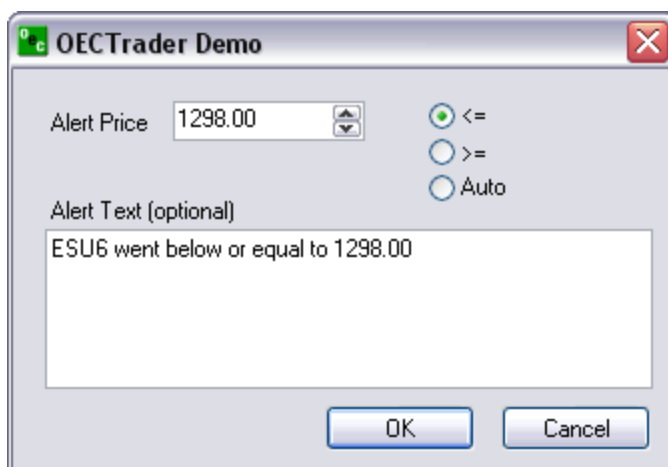 Oec OECTrader Demo
Alert Price 1298.00 <=
>=
Auto
Alert Text (optional)
ESU6 went below or equal to 1298.00
OK Cancel